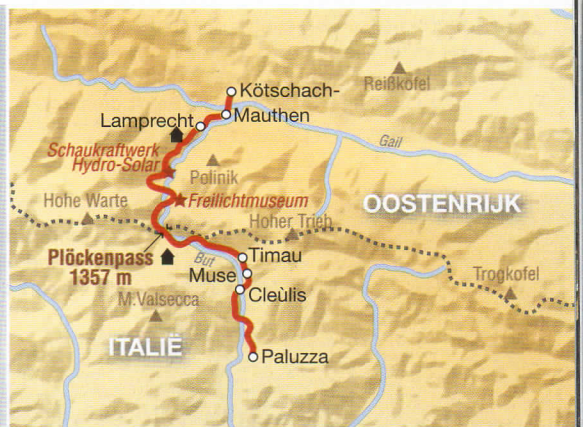 Kötschach-
Mauthen
Reißkofel
Lamprecht
Gail
Schaukraftwerk
Hydro-Solar
Polinik
Freilichtmuseum
OOSTENRIJK
Hohe Warte
Hoher Trieb
Plöckenpass
1357 m
But
Timau
Muse
Cleùlis
Trogkofel
M.Valsecca
ITALIË
Paluzza